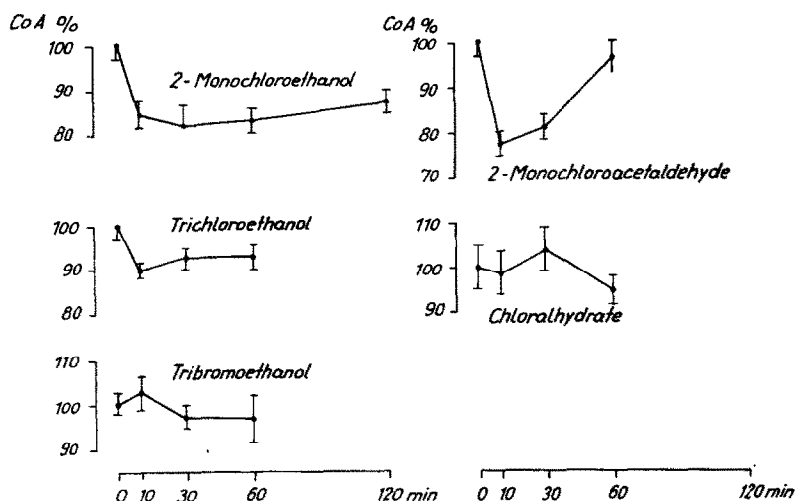 CoA %
100
90
80
2-Monochloroethanol
CoA %
100
90
80
70
2-Monochloroacetaldehyde
100
90
80
Trichloroethanol
110
100
90
Chloralhydrate
110
100
90
Tribromoethanol
0 10 30 60 120 min
0 10 30 60 120 min